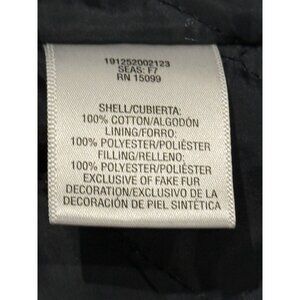 191252002123
SEAS: F7
RN 15099
SHELL/CUBIERTA:
100% COTTON/ALGODÓN
LINING/FORRO:
100% POLYESTER/POLIÉSTER
FILLING/RELLENO:
100% POLYESTER/POLIÉSTER
EXCLUSIVE OF FAKE FUR
DECORATION/EXCLUSIVO DE LA
DECORACIÓN DE PIEL SINTÉTICA